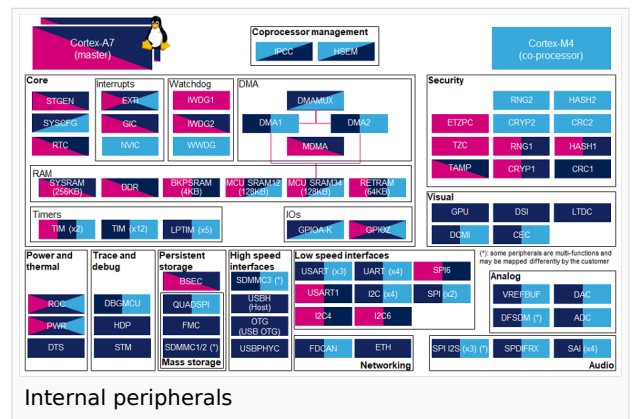 Cortex-A7
(master)
Coprocessor management
IPCC
HSEM
Cortex-M4
(co-processor)
Core
STGEN
SYSCFG
RTC
Interrupts
EXTI
GIC
NVIC
Watchdog
IWDG1
IWDG2
WWDG
DMA
DMAMUX
DMA1
DMA2
MDMA
Security
RNG2
HASH2
ETZPC
CRYP2
CRC2
TZC
RNG1
HASH1
TAMP
CRYP1
CRC1
RAM
SYSRAM
(256KB)
DDR
BKPSRAM
(4KB)
MCU SRAM12
(128KB)
MCU SRAM34
(128KB)
RETRAM
(64KB)
Timers
TIM (x2)
TIM (x12)
LPTIM (x5)
IOs
GPIOA-K
GPIOZ
Visual
GPU
DSI
LTDC
DCMI
CEC
Power and
thermal
RCC
PWR
DTS
Trace and
debug
DBGMCU
HDP
STM
Persistent
storage
BSEC
QUADSPI
FMC
SDMMC1/2 (*)
Mass storage
High speed
interfaces
SDMMC3 (*)
USBH
(Host)
OTG
(USB OTG)
USBPHYC
Low speed interfaces
USART (x3)
UART (x4)
SPI6
USART1
I2C (x4)
SPI (x2)
I2C4
I2C6
FDCAN
ETH
Networking
(*): some peripherals are multi-functions and
may be mapped differently by the customer
Analog
VREFBUF
DAC
DFSDM (*)
ADC
SPI I2S (x3) (*)
SPDIFRX
SAI (x4)
Audio
Internal peripherals